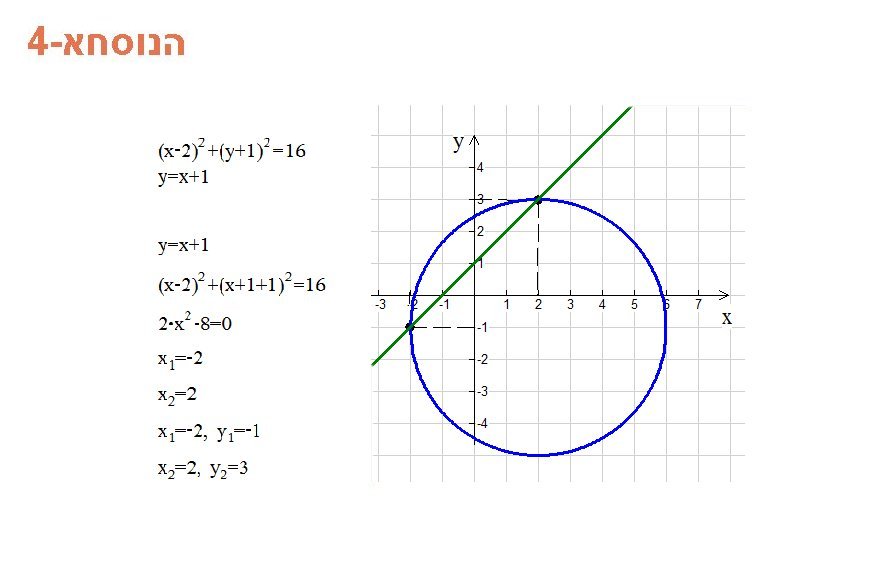 הנוסחא-4
(x-2)²+(y+1)²=16
y=x+1
y=x+1
(x-2)²+(x+1+1)²=16
2·x²-8=0
x₁=-2
x₂=2
x₁=-2, y₁=-1
x₂=2, y₂=3
y
4
3
2
1
-3 -2 -1 1 2 3 4 5 6 7
x
-1
-2
-3
-4